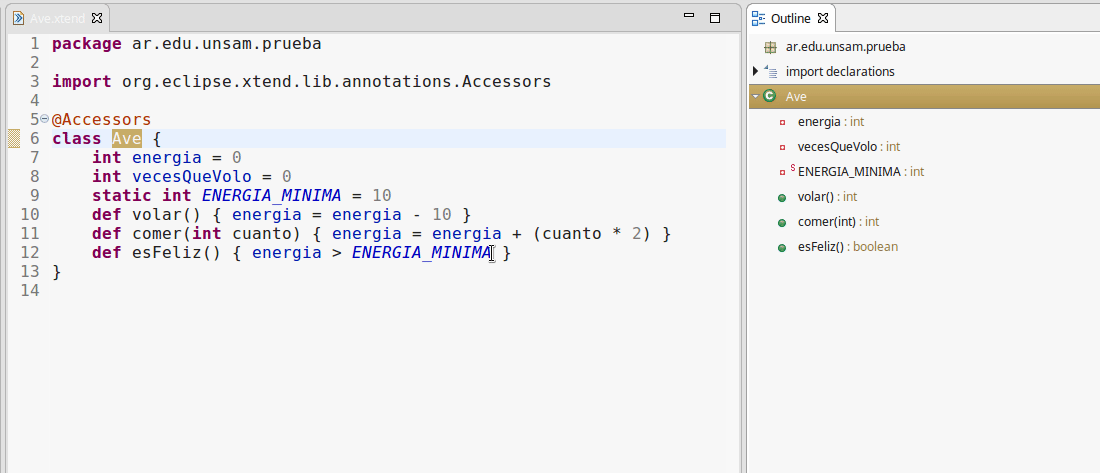 Ave.xtend
1 package ar.edu.unsam.prueba
2
3 import org.eclipse.xtend.lib.annotations.Accessors
4
5 @Accessors
6 class Ave {
7     int energia = 0
8     int vecesQueVolo = 0
9     static int ENERGIA_MINIMA = 10
10     def volar() { energia = energia - 10 }
11     def comer(int cuanto) { energia = energia + (cuanto * 2) }
12     def esFeliz() { energia > ENERGIA_MINIMA }
13 }
14
Outline
ar.edu.unsam.prueba
import declarations
C Ave
energia : int
vecesQueVolo : int
S ENERGIA_MINIMA : int
volar() : int
comer(int) : int
esFeliz() : boolean